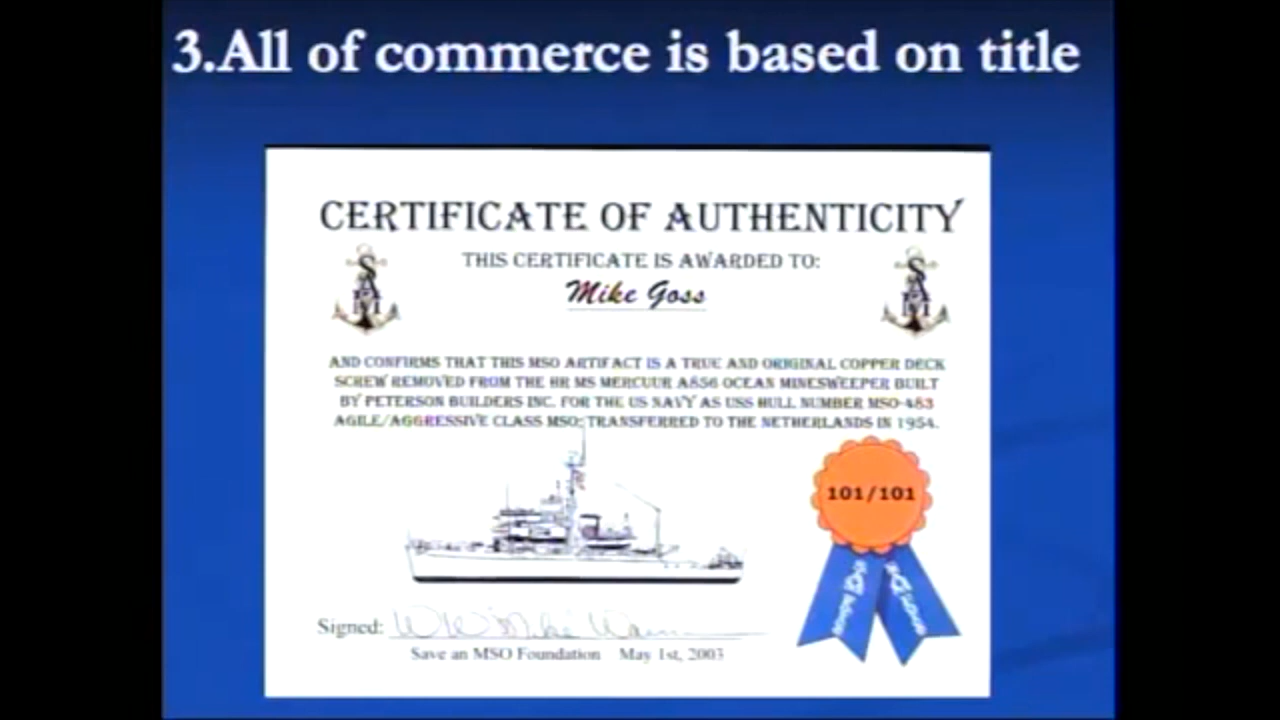 3.All of commerce is based on title
CERTIFICATE OF AUTHENTICITY
THIS CERTIFICATE IS AWARDED TO:
Mike Goss
SAM
SAM
AND CONFIRMS THAT THIS MSO ARTIFACT IS A TRUE AND ORIGINAL COPPER DECK
SCREW REMOVED FROM THE HR MS MERCUUR A856 OCEAN MINESWEEPER BUILT
BY PETERSON BUILDERS INC. FOR THE US NAVY AS USS HULL NUMBER MSO-483
AGILE/AGGRESSIVE CLASS MSO; TRANSFERRED TO THE NETHERLANDS IN 1954.
101/101
Signed:
Save an MSO Foundation May 1st, 2003